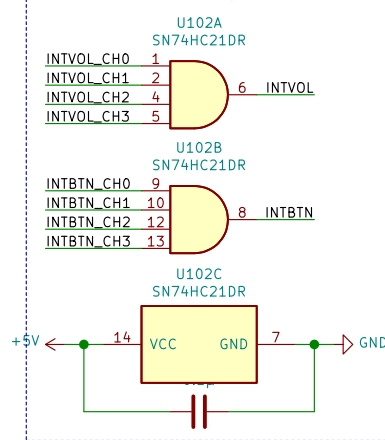 U102A
SN74HC21DR
INTVOL_CH0 1
INTVOL_CH1 2
INTVOL_CH2 4
INTVOL_CH3 5
6 INTVOL
U102B
SN74HC21DR
INTBTN_CH0 9
INTBTN_CH1 10
INTBTN_CH2 12
INTBTN_CH3 13
8 INTBTN
U102C
SN74HC21DR
+5V 14 VCC GND 7 GND